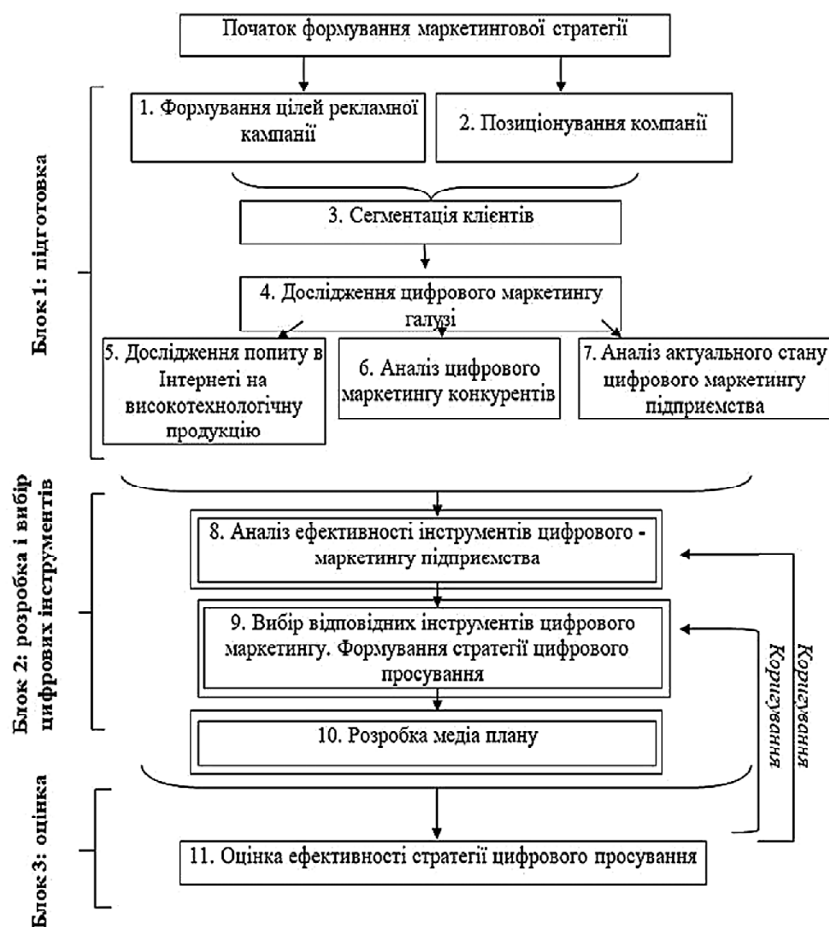 Початок формування маркетингової стратегії
1. Формування цілей рекламної
кампанії
2. Позиціонування компанії
3. Сегментація клієнтів
4. Дослідження цифрового маркетингу
галузі
5. Дослідження попиту в
Інтернеті на
високотехнологічну
продукцію
6. Аналіз цифрового
маркетингу конкурентів
7. Аналіз актуального стану
цифрового маркетингу
підприємства
Блок 1: підготовка
8. Аналіз ефективності інструментів цифрового -
маркетингу підприємства
9. Вибір відповідних інструментів цифрового
маркетингу. Формування стратегії цифрового
просування
10. Розробка медіа плану
Блок 2: розробка і вибір
цифрових інструментів
Коригування
Коригування
11. Оцінка ефективності стратегії цифрового просування
Блок 3: оцінка